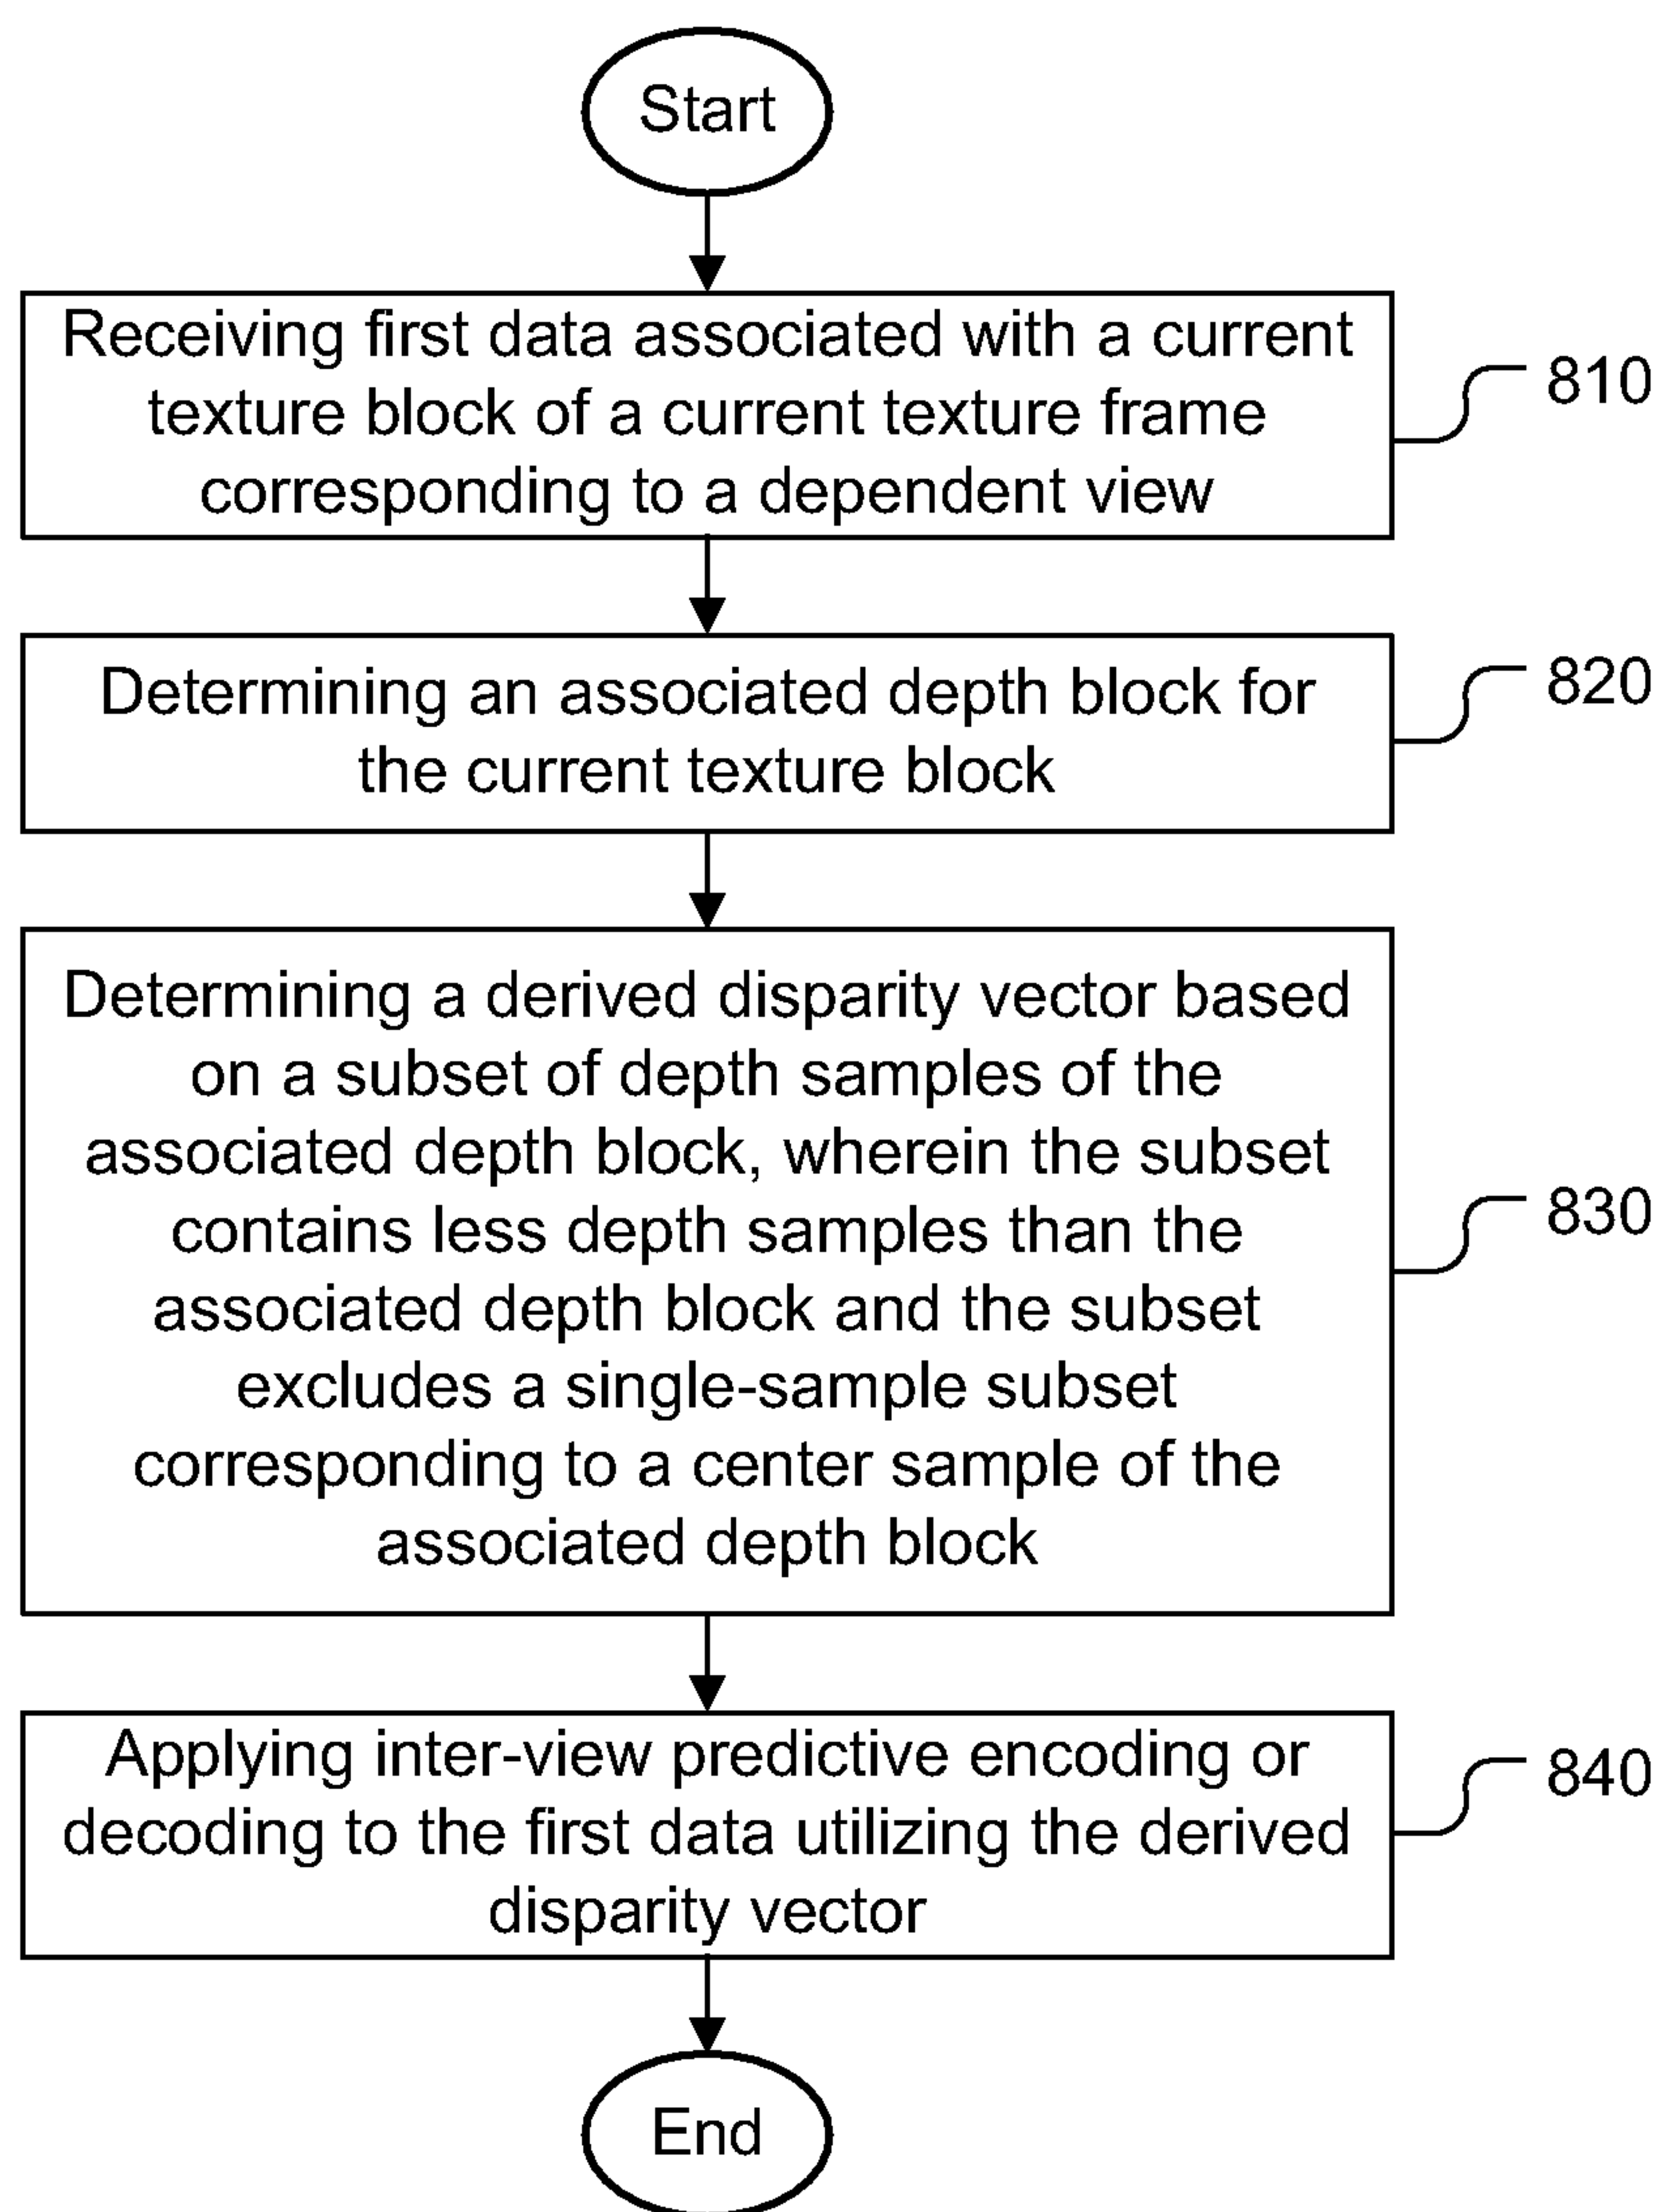 Start
Receiving first data associated with a current
texture block of a current texture frame
corresponding to a dependent view
810
Determining an associated depth block for
the current texture block
820
Determining a derived disparity vector based
on a subset of depth samples of the
associated depth block, wherein the subset
contains less depth samples than the
associated depth block and the subset
excludes a single-sample subset
corresponding to a center sample of the
associated depth block
830
Applying inter-view predictive encoding or
decoding to the first data utilizing the derived
disparity vector
840
End